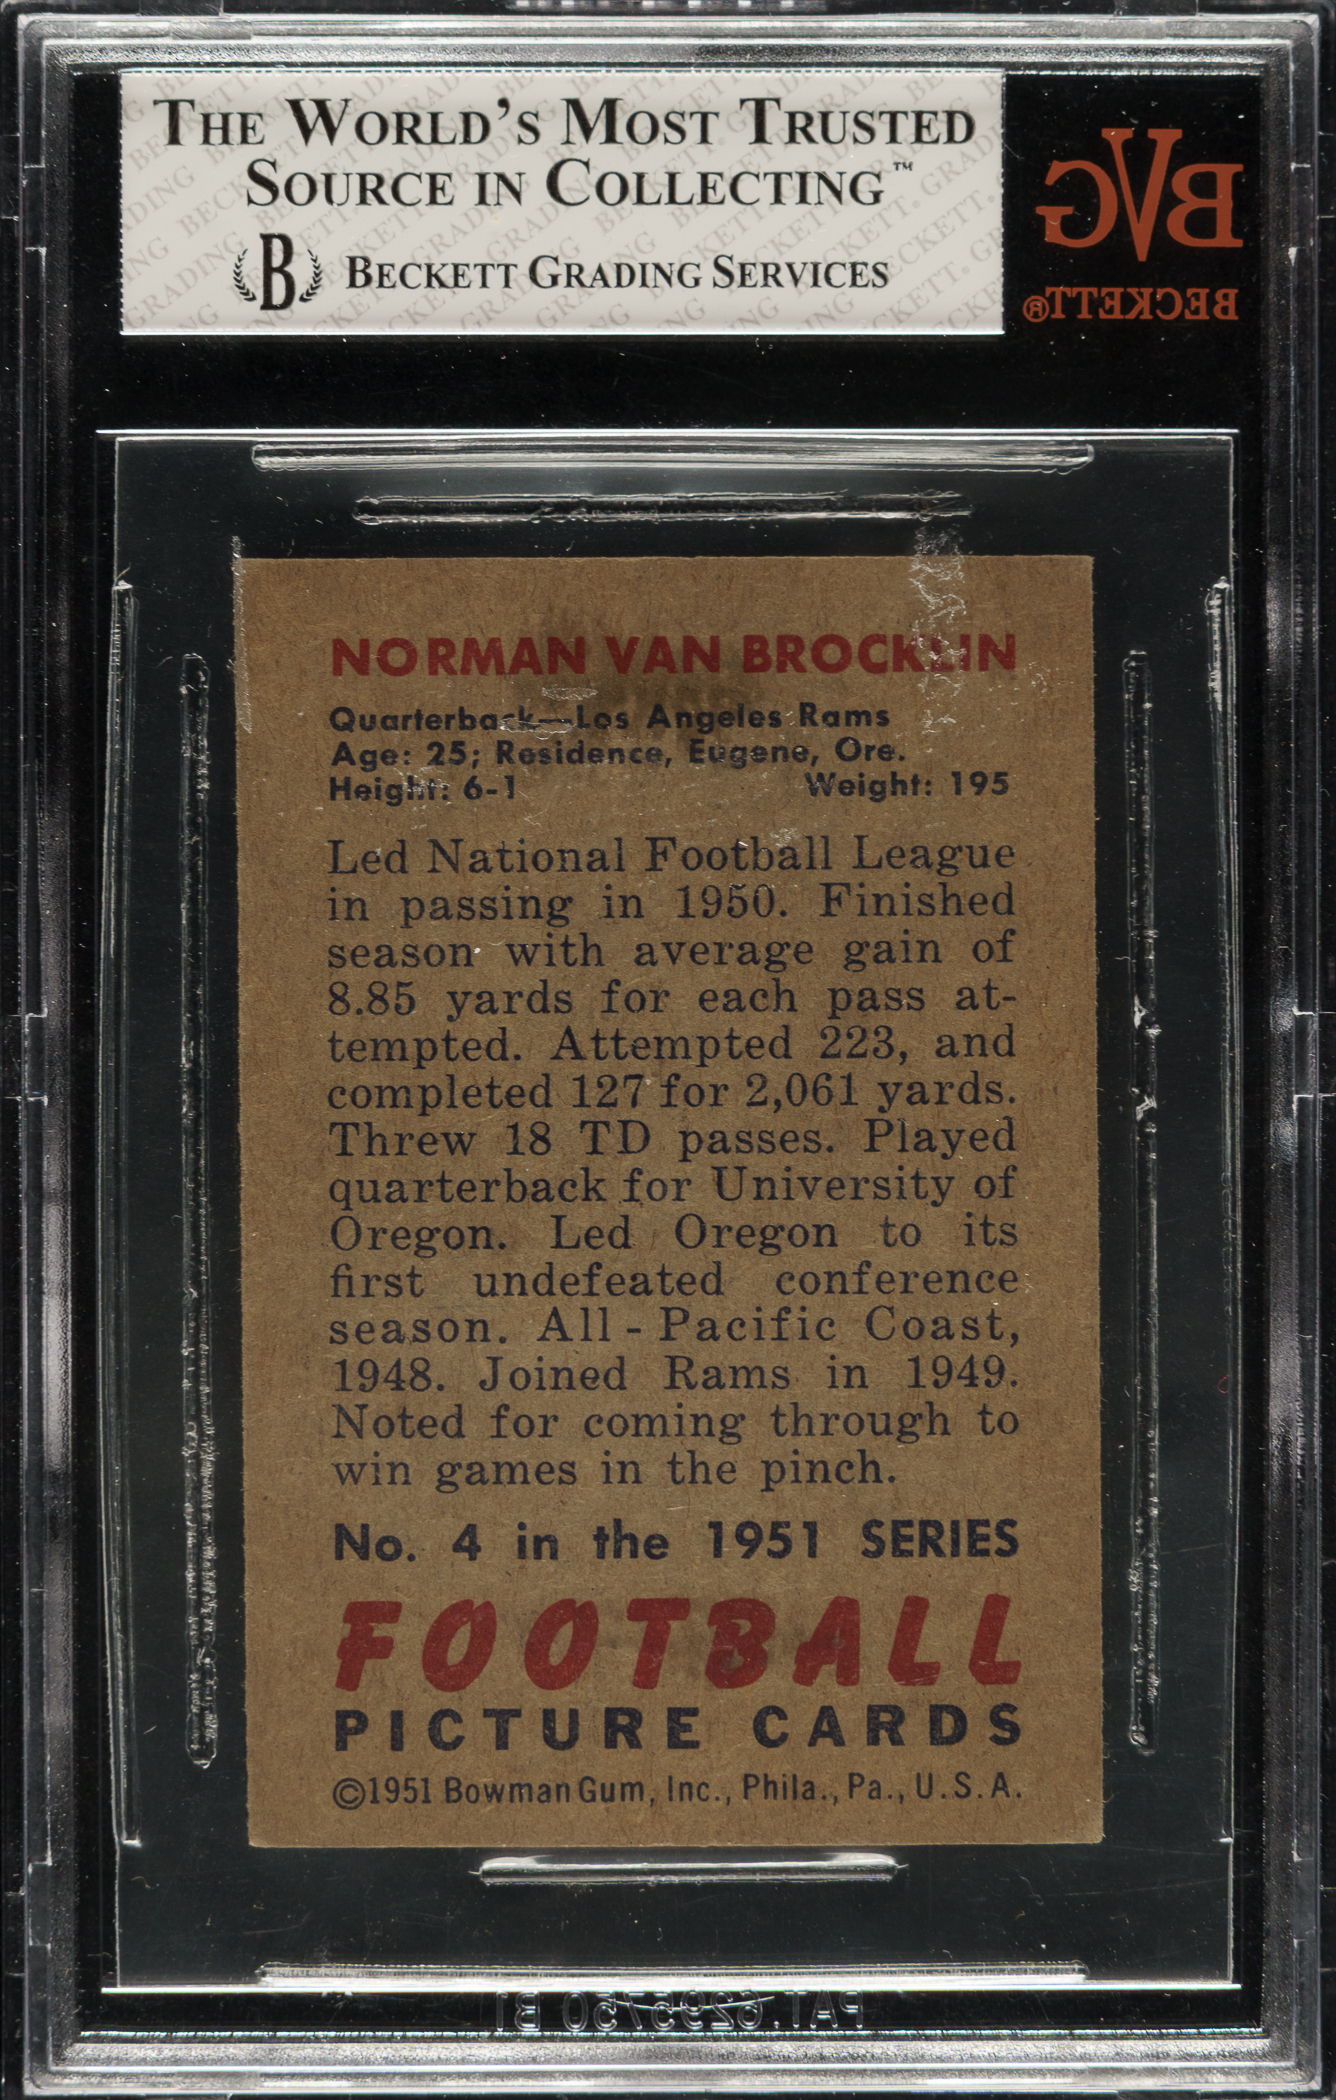 THE WORLD'S MOST TRUSTED
SOURCE IN COLLECTING™
B BECKETT GRADING SERVICES
BVG
BECKETT®
NORMAN VAN BROCKLIN
Quarterback—Los Angeles Rams
Age: 25; Residence, Eugene, Ore.
Height: 6-1 Weight: 195
Led National Football League
in passing in 1950. Finished
season with average gain of
8.85 yards for each pass at-
tempted. Attempted 223, and
completed 127 for 2,061 yards.
Threw 18 TD passes. Played
quarterback for University of
Oregon. Led Oregon to its
first undefeated conference
season. All - Pacific Coast,
1948. Joined Rams in 1949.
Noted for coming through to
win games in the pinch.
No. 4 in the 1951 SERIES
FOOTBALL
PICTURE CARDS
©1951 Bowman Gum, Inc., Phila., Pa., U.S.A.
PAT.6295750 B1